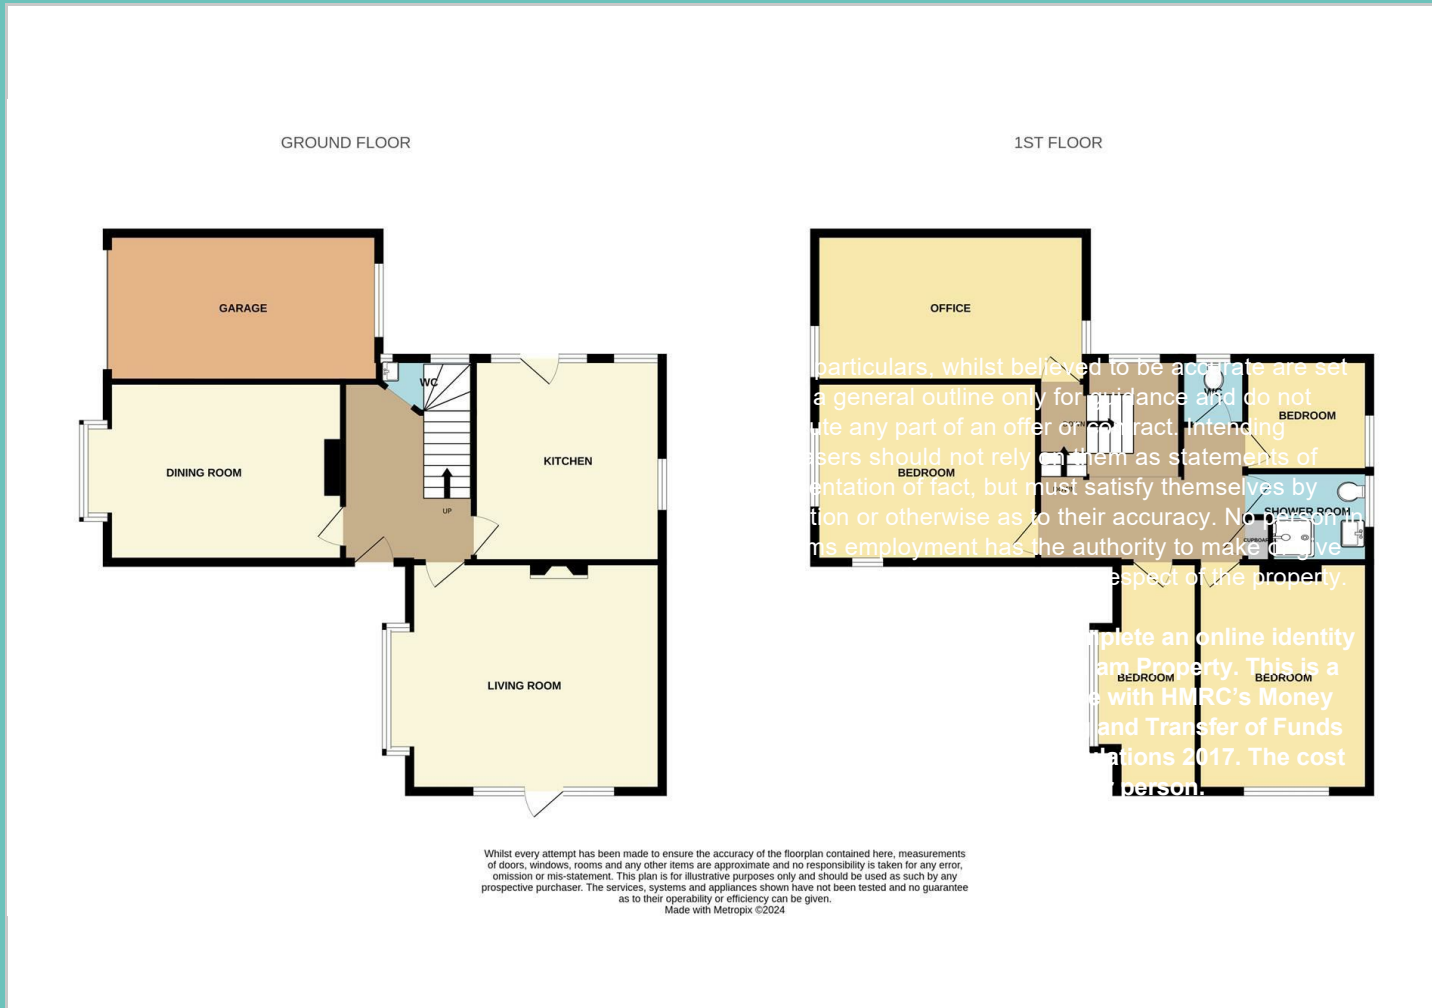 GROUND FLOOR
1ST FLOOR
GARAGE
WC
DINING ROOM
KITCHEN
UP
LIVING ROOM
OFFICE
particulars, whilst believed to be accurate are set
a general outline only for guidance and do not
ute any part of an offer or contract. Intending
sers should not rely on them as statements of
entation of fact, but must satisfy themselves by
tion or otherwise as to their accuracy. No person in
ms employment has the authority to make or give
espect of the property.
WC
BEDROOM
BEDROOM
SHOWER ROOM
CUPBOARD
plete an online identity
am Property. This is a
e with HMRC's Money
and Transfer of Funds
lations 2017. The cost
person.
BEDROOM
BEDROOM
Whilst every attempt has been made to ensure the accuracy of the floorplan contained here, measurements
of doors, windows, rooms and any other items are approximate and no responsibility is taken for any error,
omission or mis-statement. This plan is for illustrative purposes only and should be used as such by any
prospective purchaser. The services, systems and appliances shown have not been tested and no guarantee
as to their operability or efficiency can be given.
Made with Metropix ©2024